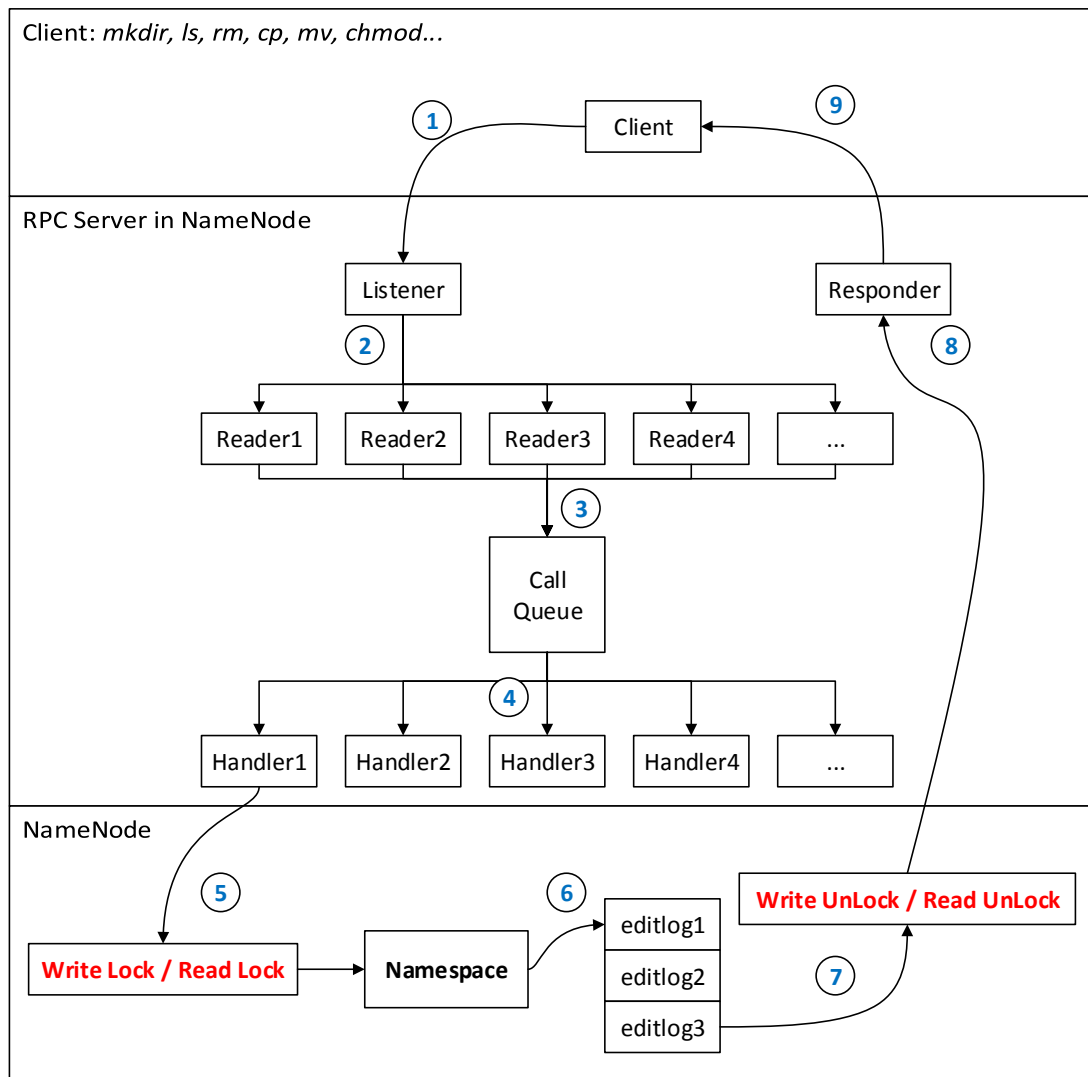 Client: mkdir, ls, rm, cp, mv, chmod...
1
9
Client
RPC Server in NameNode
Listener
Responder
2
8
Reader1
Reader2
Reader3
Reader4
...
3
Call
Queue
4
Handler1
Handler2
Handler3
Handler4
...
NameNode
5
6
Write UnLock / Read UnLock
editlog1
Write Lock / Read Lock
Namespace
editlog2
7
editlog3